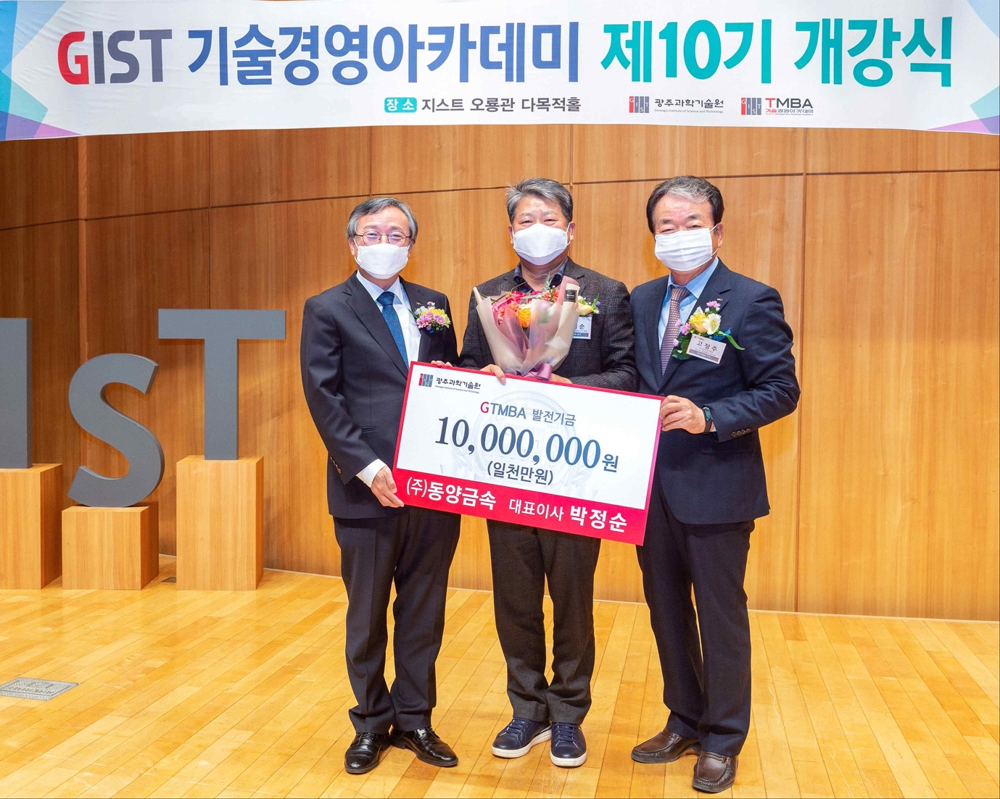 GIST 기술경영아카데미 제10기 개강식
장소 지스트 오룡관 다목적홀
GIST 광주과학기술원
Gwangju Institute of Science and Technology
GIST TMBA
기술경영아카데미
IST
순
고정주
GIST 광주과학기술원
Gwangju Institute of Science and Technology
GTMBA 발전기금
10,000,000원
(일천만원)
(주)동양금속 대표이사 박정순